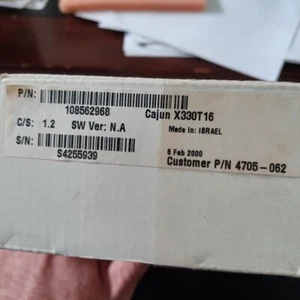 P/N:
108562968 Cajun X330T16
C/S: 1.2 SW Ver: N.A Made in: ISRAEL
S/N:
S4255939 6 Feb 2000
Customer P/N 4705-062